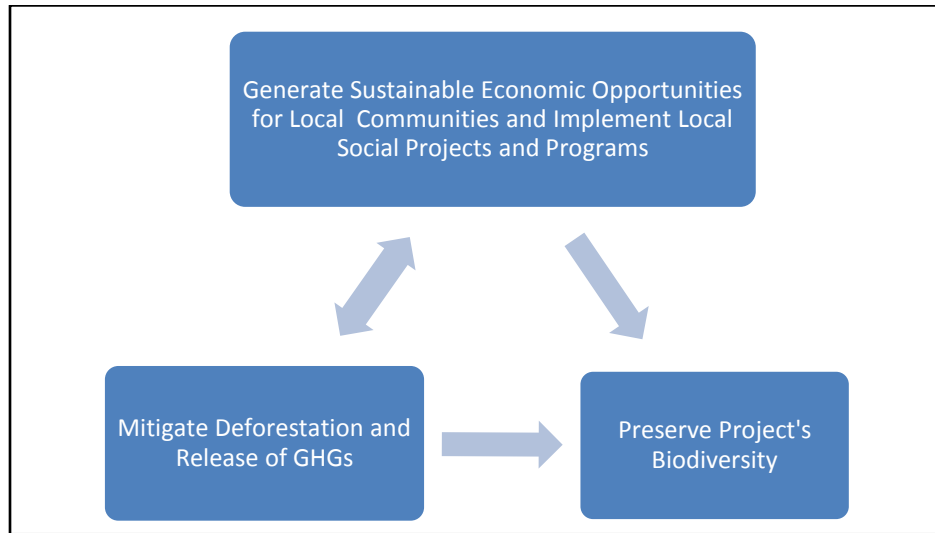 Generate Sustainable Economic Opportunities
for Local Communities and Implement Local
Social Projects and Programs
Mitigate Deforestation and
Release of GHGs
Preserve Project's
Biodiversity